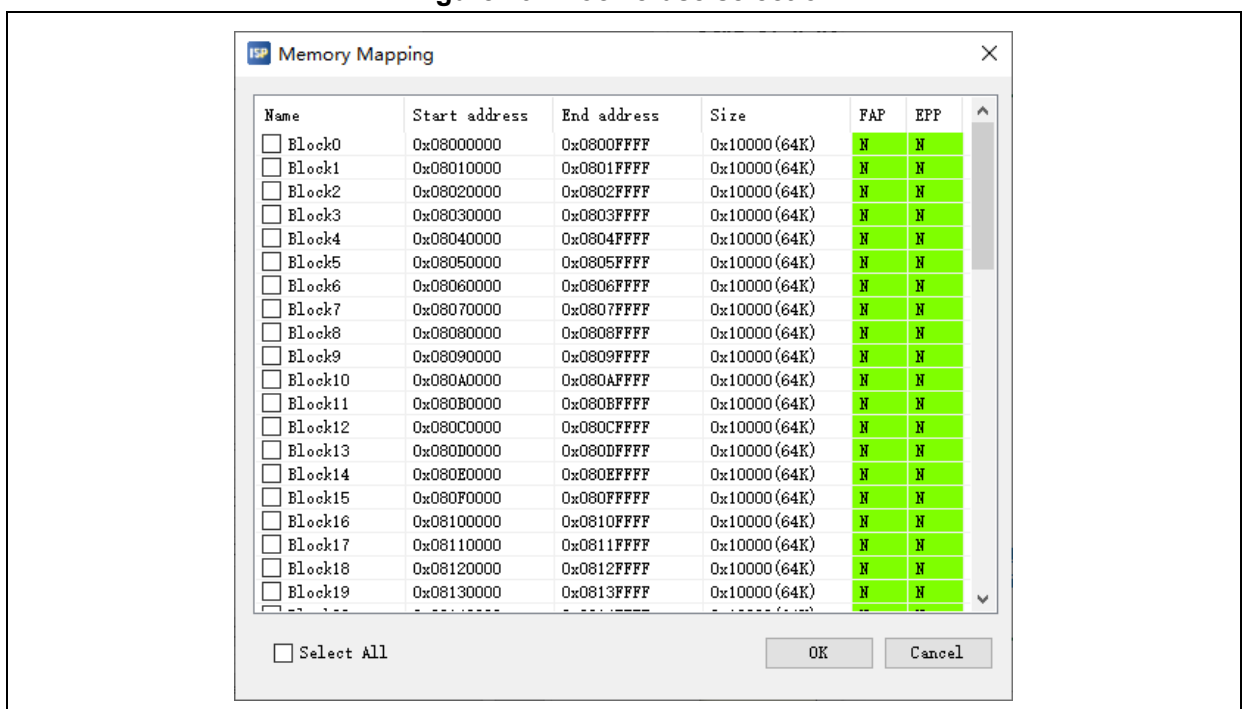 ISP Memory Mapping
Name Start address End address Size FAP EPP
Block0 0x08000000 0x0800FFFF 0x10000(64K) N N
Block1 0x08010000 0x0801FFFF 0x10000(64K) N N
Block2 0x08020000 0x0802FFFF 0x10000(64K) N N
Block3 0x08030000 0x0803FFFF 0x10000(64K) N N
Block4 0x08040000 0x0804FFFF 0x10000(64K) N N
Block5 0x08050000 0x0805FFFF 0x10000(64K) N N
Block6 0x08060000 0x0806FFFF 0x10000(64K) N N
Block7 0x08070000 0x0807FFFF 0x10000(64K) N N
Block8 0x08080000 0x0808FFFF 0x10000(64K) N N
Block9 0x08090000 0x0809FFFF 0x10000(64K) N N
Block10 0x080A0000 0x080AFFFF 0x10000(64K) N N
Block11 0x080B0000 0x080BFFFF 0x10000(64K) N N
Block12 0x080C0000 0x080CFFFF 0x10000(64K) N N
Block13 0x080D0000 0x080DFFFF 0x10000(64K) N N
Block14 0x080E0000 0x080EFFFF 0x10000(64K) N N
Block15 0x080F0000 0x080FFFFF 0x10000(64K) N N
Block16 0x08100000 0x0810FFFF 0x10000(64K) N N
Block17 0x08110000 0x0811FFFF 0x10000(64K) N N
Block18 0x08120000 0x0812FFFF 0x10000(64K) N N
Block19 0x08130000 0x0813FFFF 0x10000(64K) N N
Select All OK Cancel